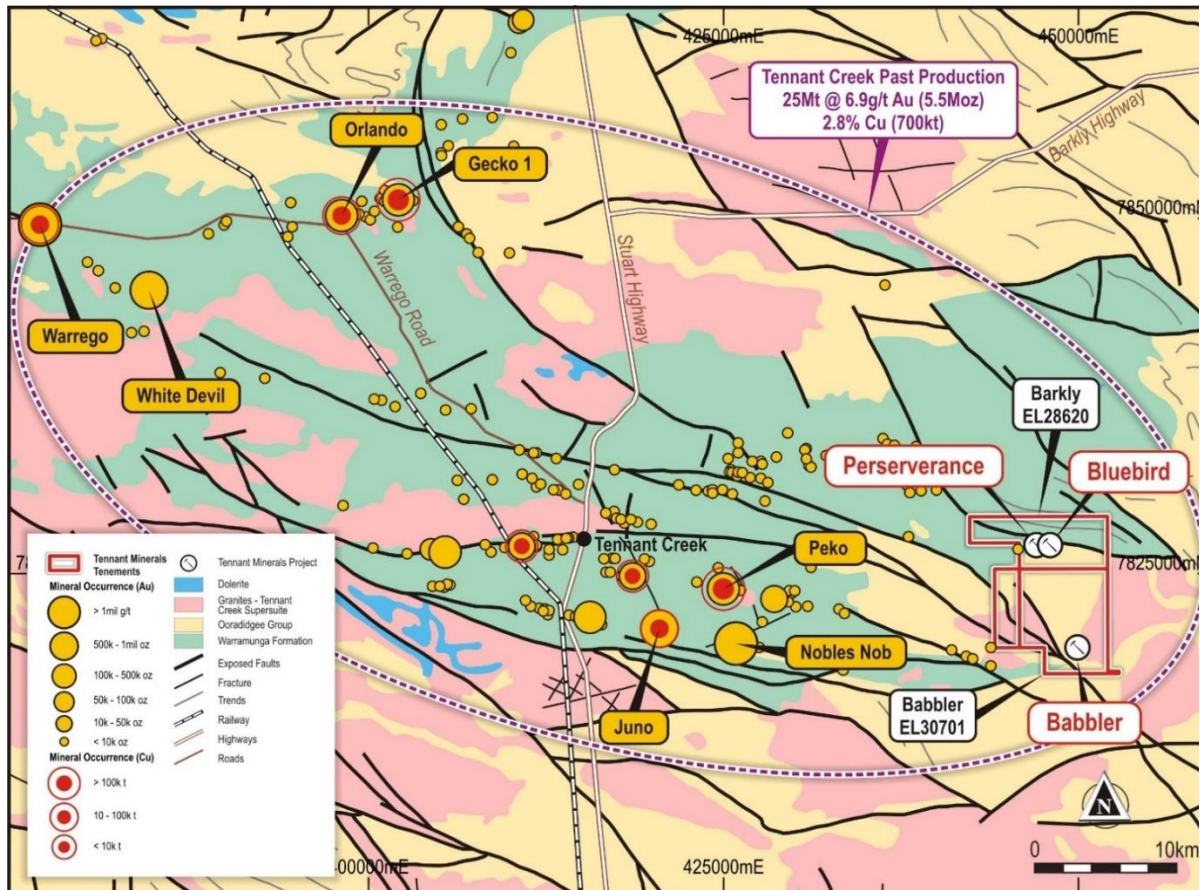 425000mE
450000mE
Tennant Creek Past Production
25Mt @ 6.9g/t Au (5.5Moz)
2.8% Cu (700kt)
Barkly Highway
Orlando
Gecko 1
7850000mN
Stuart Highway
Warrego Road
Warrego
White Devil
Barkly
EL28620
Perserverance
Bluebird
Tennant Creek
Peko
7825000mN
Nobles Nob
Juno
Babbler
EL30701
Babbler
Tennant Minerals
Tenements
Mineral Occurrence (Au)
> 1mil g/t
500k - 1mil oz
100k - 500k oz
50k - 100k oz
10k - 50k oz
< 10k oz
Mineral Occurrence (Cu)
> 100k t
10 - 100k t
< 10k t
Tennant Minerals Project
Dolerite
Granites - Tennant
Creek Supersuite
Ooradidgee Group
Warramunga Formation
Exposed Faults
Fracture
Trends
Railway
Highways
Roads
N
0 10km
425000mE